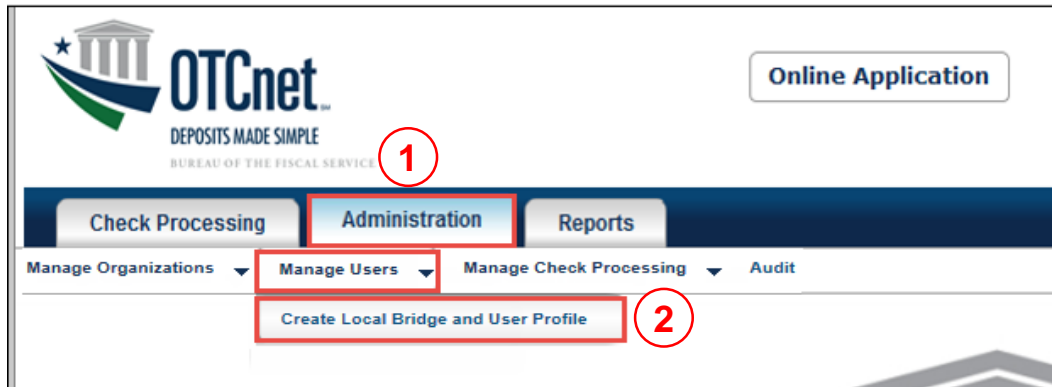 OTCnet SM
DEPOSITS MADE SIMPLE
BUREAU OF THE FISCAL SERVICE
Online Application
1
Check Processing Administration Reports
Manage Organizations Manage Users Manage Check Processing Audit
Create Local Bridge and User Profile
2